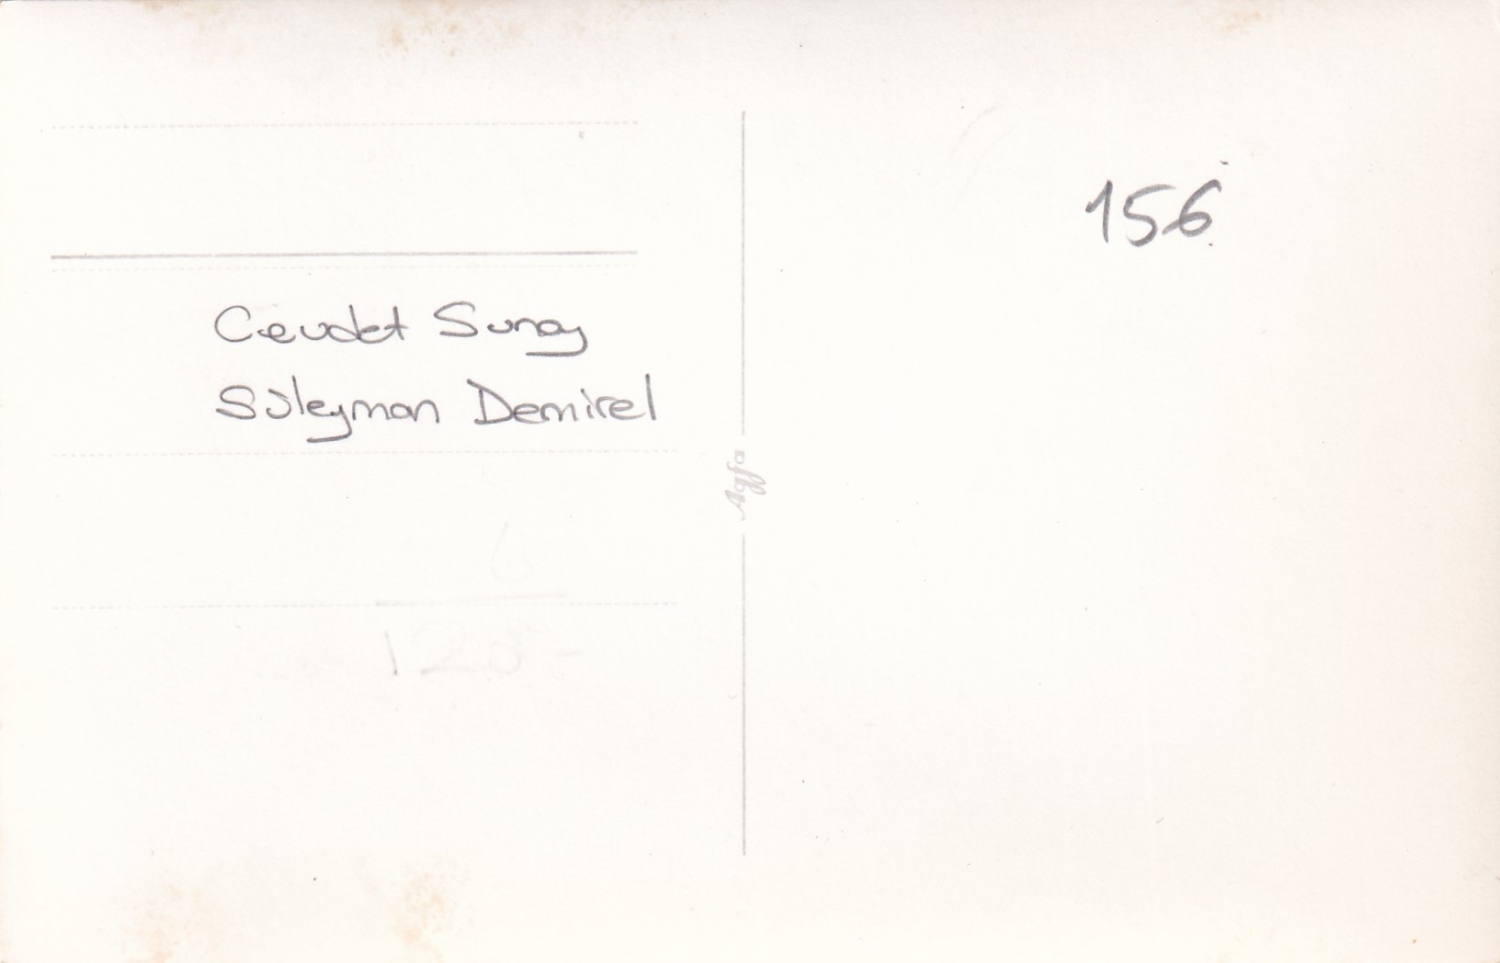 Cevdet Sunay
Süleyman Demirel
Agfa
156